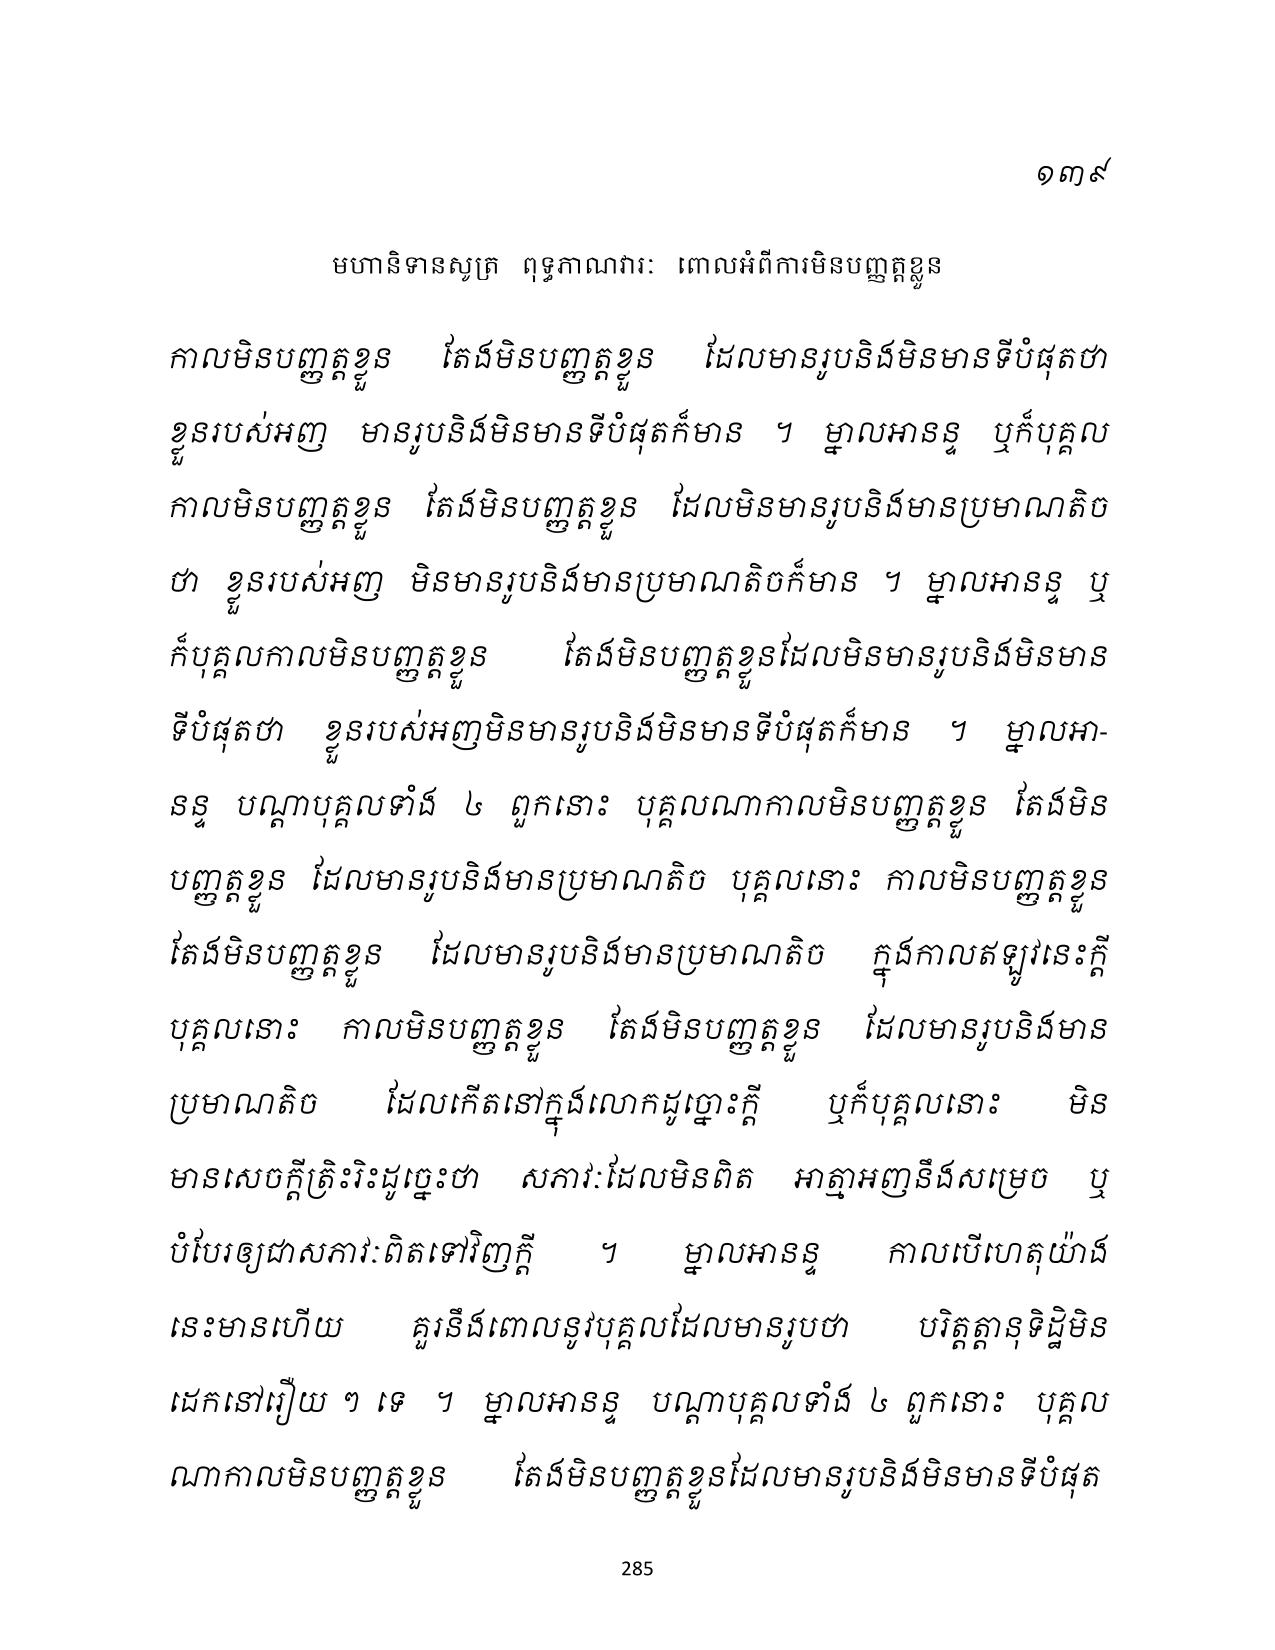 ១៣៩
មហានិទានសូត្រ ពុទ្ធភាណវារៈ ពោលអំពីការមិនបញ្ញត្តខ្លួន
កាលមិនបញ្ញត្តខ្លួន តែងមិនបញ្ញត្តខ្លួន ដែលមានរូបនិងមិនមានទីបំផុតថា
ខ្លួនរបស់អញ មានរូបនិងមិនមានទីបំផុតក៏មាន ។ ម្នាលអានន្ទ ឬក៏បុគ្គល
កាលមិនបញ្ញត្តខ្លួន តែងមិនបញ្ញត្តខ្លួន ដែលមិនមានរូបនិងមានប្រមាណតិច
ថា ខ្លួនរបស់អញ មិនមានរូបនិងមានប្រមាណតិចក៏មាន ។ ម្នាលអានន្ទ ឬ
ក៏បុគ្គលកាលមិនបញ្ញត្តខ្លួន តែងមិនបញ្ញត្តខ្លួនដែលមិនមានរូបនិងមិនមាន
ទីបំផុតថា ខ្លួនរបស់អញមិនមានរូបនិងមិនមានទីបំផុតក៏មាន ។ ម្នាលអា-
នន្ទ បណ្តាបុគ្គលទាំង ៤ ពួកនោះ បុគ្គលណាកាលមិនបញ្ញត្តខ្លួន តែងមិន
បញ្ញត្តខ្លួន ដែលមានរូបនិងមានប្រមាណតិច បុគ្គលនោះ កាលមិនបញ្ញត្តខ្លួន
តែងមិនបញ្ញត្តខ្លួន ដែលមានរូបនិងមានប្រមាណតិច ក្នុងកាលឥឡូវនេះក្តី
បុគ្គលនោះ កាលមិនបញ្ញត្តខ្លួន តែងមិនបញ្ញត្តខ្លួន ដែលមានរូបនិងមាន
ប្រមាណតិច ដែលកើតនៅក្នុងលោកដូច្នោះក្តី ឬក៏បុគ្គលនោះ មិន
មានសេចក្តីត្រិះរិះដូច្នេះថា សភាវៈដែលមិនពិត អាត្មាអញនឹងសម្រេច ឬ
បំបែរឲ្យជាសភាវៈពិតទៅវិញក្តី ។ ម្នាលអានន្ទ កាលបើហេតុយ៉ាង
នេះមានហើយ គួរនឹងពោលនូវបុគ្គលដែលមានរូបថា បរិត្តត្តានុទិដ្ឋិមិន
ដេកនៅរឿយ ៗ ទេ ។ ម្នាលអានន្ទ បណ្តាបុគ្គលទាំង ៤ ពួកនោះ បុគ្គល
ណាកាលមិនបញ្ញត្តខ្លួន តែងមិនបញ្ញត្តខ្លួនដែលមានរូបនិងមិនមានទីបំផុត
285